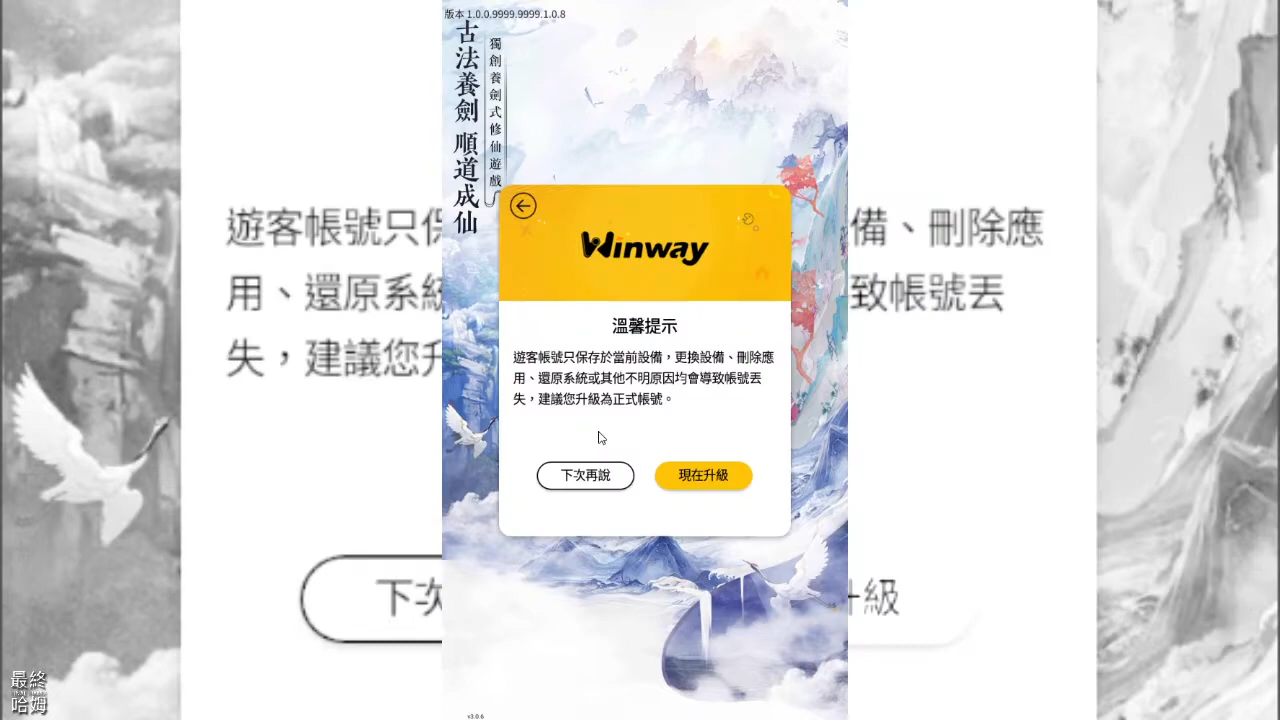 版本 1.0.0.9999.9999.1.0.8
古法養劍 順道成仙
獨創養劍式修仙遊戲
Winway
溫馨提示
遊客帳號只保存於當前設備，更換設備、刪除應
用、還原系統或其他不明原因均會導致帳號丟
失，建議您升級為正式帳號。
下次再說
現在升級
v3.0.6
遊客帳號只保
備、刪除應
用、還原系統
致帳號丟
失，建議您升
下次
升級
最終
哈姆